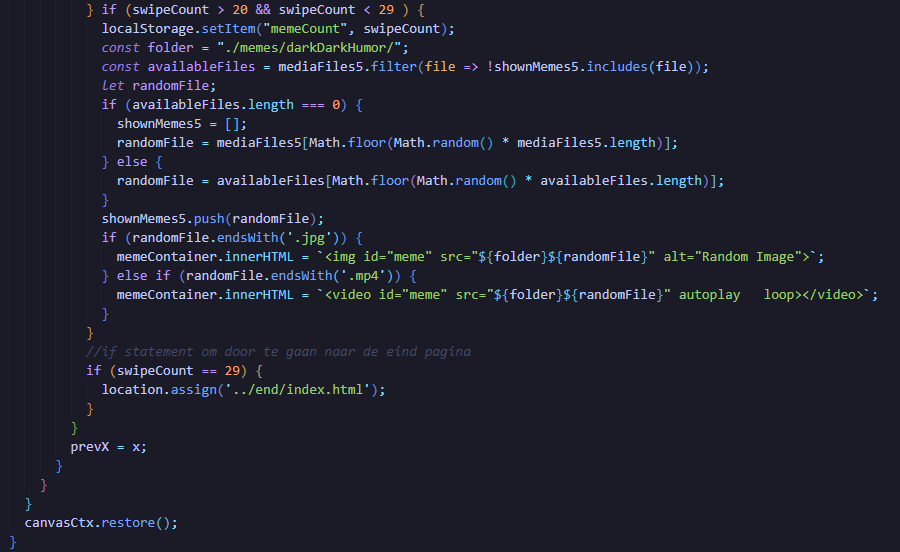 } if (swipeCount > 20 && swipeCount < 29 ) {
localStorage.setItem("memeCount", swipeCount);
const folder = "./memes/darkDarkHumor/";
const availableFiles = mediaFiles5.filter(file => !shownMemes5.includes(file));
let randomFile;
if (availableFiles.length === 0) {
shownMemes5 = [];
randomFile = mediaFiles5[Math.floor(Math.random() * mediaFiles5.length)];
} else {
randomFile = availableFiles[Math.floor(Math.random() * availableFiles.length)];
}
shownMemes5.push(randomFile);
if (randomFile.endsWith('.jpg')) {
memeContainer.innerHTML = `<img id="meme" src="${folder}${randomFile}" alt="Random Image">`;
} else if (randomFile.endsWith('.mp4')) {
memeContainer.innerHTML = `<video id="meme" src="${folder}${randomFile}" autoplay   loop></video>`;
}
}
//if statement om door te gaan naar de eind pagina
if (swipeCount == 29) {
location.assign('../end/index.html');
}
}
prevX = x;
}
}
}
canvasCtx.restore();
}